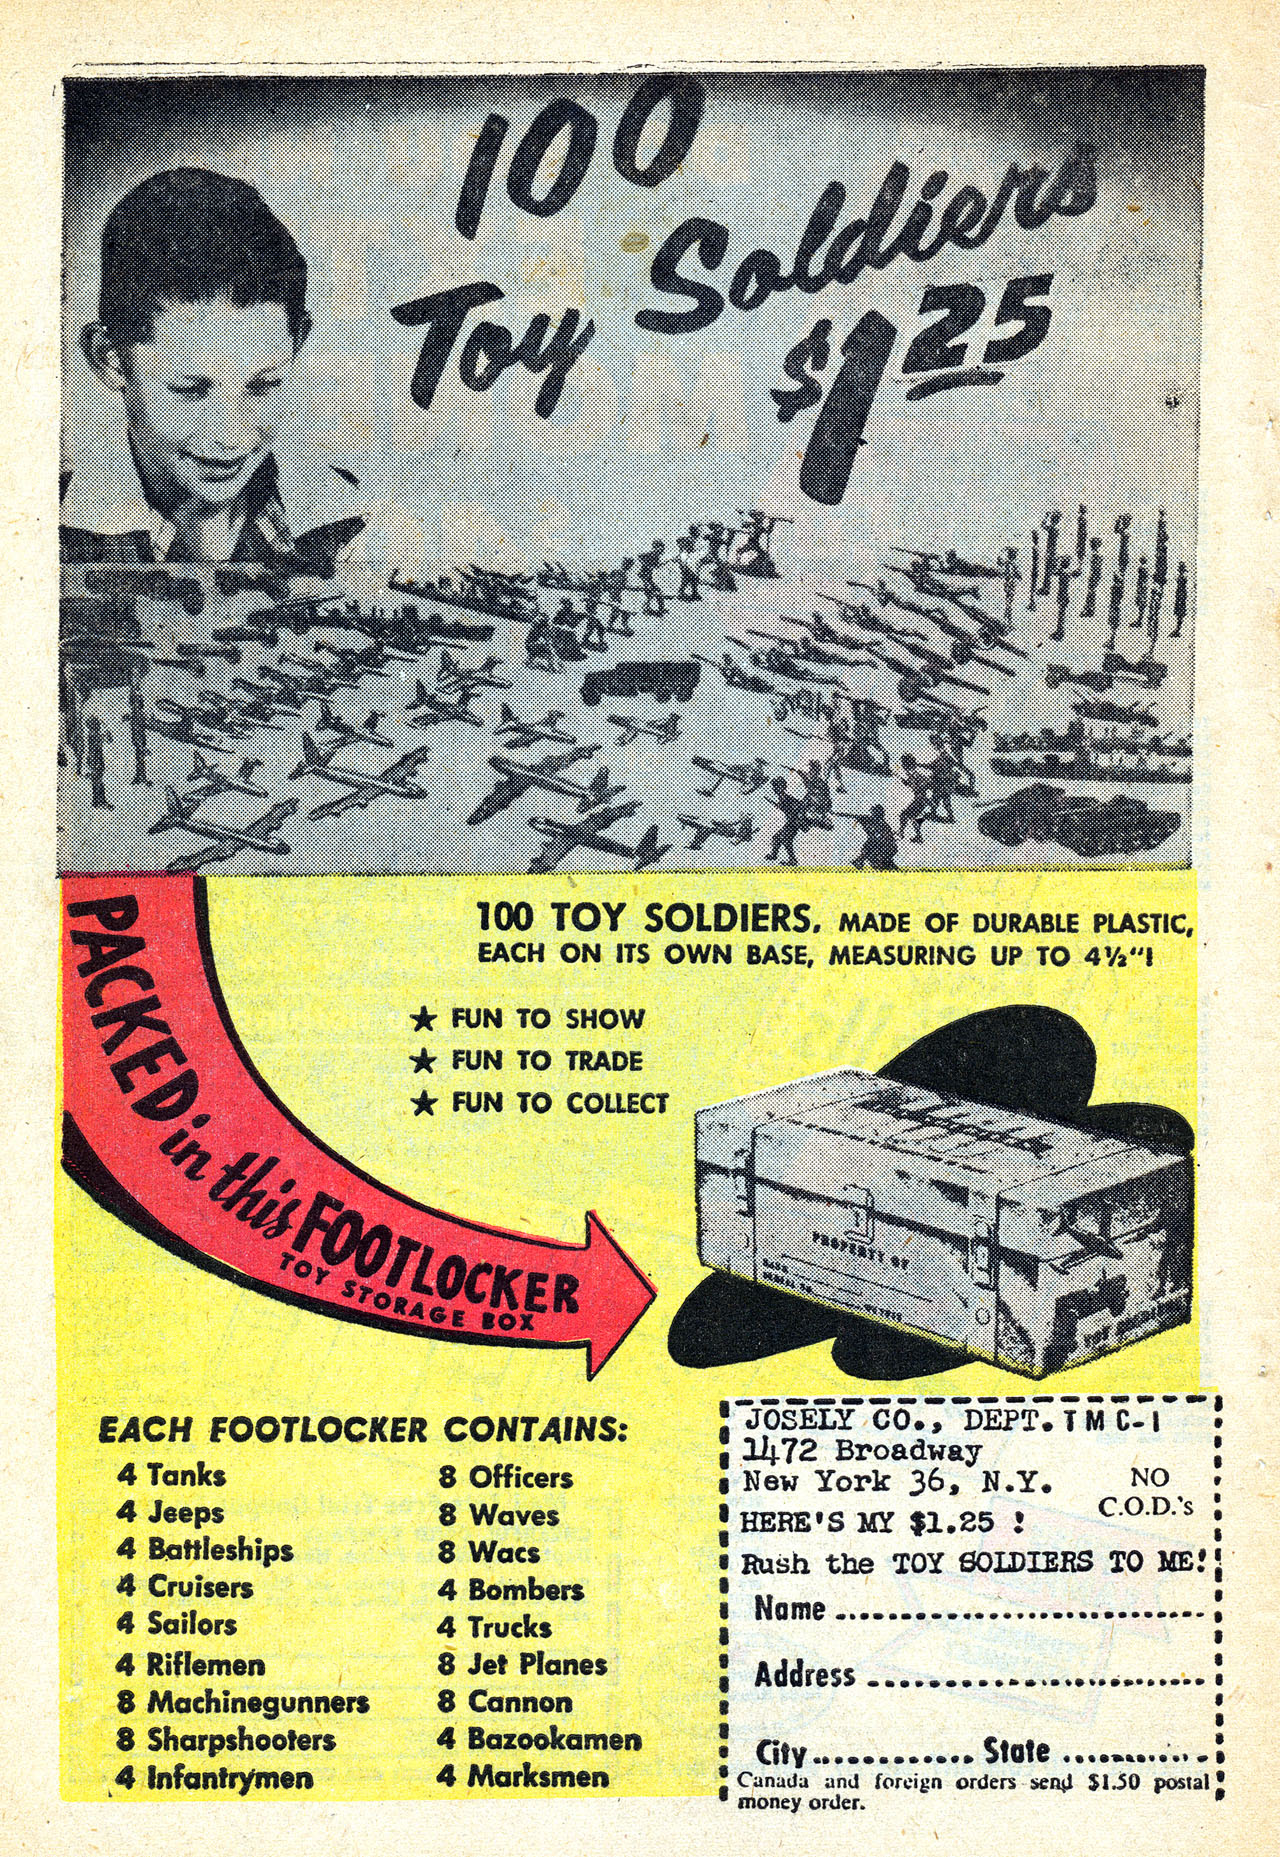 100
Toy Soldiers
$1.25
PACKED in this FOOTLOCKER
TOY STORAGE BOX
100 TOY SOLDIERS, MADE OF DURABLE PLASTIC,
EACH ON ITS OWN BASE, MEASURING UP TO 4½"!
★ FUN TO SHOW
★ FUN TO TRADE
★ FUN TO COLLECT
PROPERTY OF
EACH FOOTLOCKER CONTAINS:
4 Tanks
4 Jeeps
4 Battleships
4 Cruisers
4 Sailors
4 Riflemen
8 Machinegunners
8 Sharpshooters
4 Infantrymen
8 Officers
8 Waves
8 Wacs
4 Bombers
4 Trucks
8 Jet Planes
8 Cannon
4 Bazookamen
4 Marksmen
JOSELY CO., DEPT. TMC-1
1472 Broadway
New York 36, N.Y.
NO
C.O.D.'s
HERE'S MY $1.25 !
Rush the TOY SOLDIERS TO ME!
Name
Address
City State
Canada and foreign orders send $1.50 postal
money order.